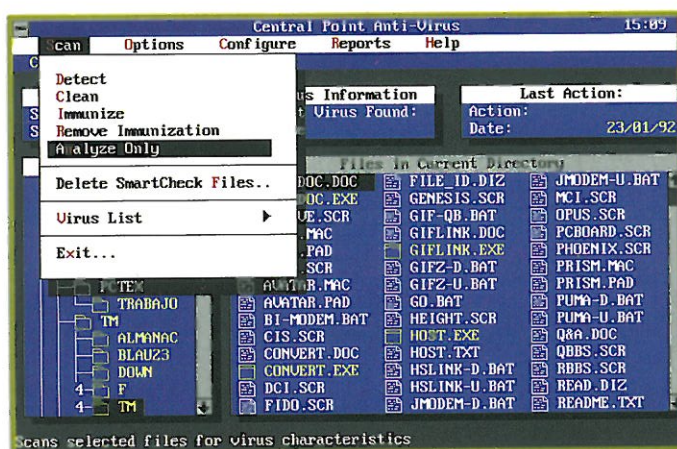 Central Point Anti-Virus 15:09
Scan Options Configure Reports Help
C
Detect
Clean
Immunize
Remove Immunization
Analyze Only
Delete SmartCheck Files..
Virus List
Exit...
us Information
t Virus Found:
Last Action:
Action:
Date: 23/01/92
S
S
Files in Current Directory
PCTEX
TRABAJO
TM
ALMANAC
BLAUZ3
DOWN
4- F
4- TM
DOC.DOC
DOC.EXE
VE.SCR
.MAC
.PAD
.SCR
AVATAR.MAC
AVATAR.PAD
BI-MODEM.BAT
CIS.SCR
CONVERT.DOC
CONVERT.EXE
DCI.SCR
FIDO.SCR
FILE_ID.DIZ
GENESIS.SCR
GIF-QB.BAT
GIFLINK.DOC
GIFLINK.EXE
GIFZ-D.BAT
GIFZ-U.BAT
GO.BAT
HEIGHT.SCR
HOST.EXE
HOST.TXT
HSLINK-D.BAT
HSLINK-U.BAT
JMODEM-D.BAT
JMODEM-U.BAT
MCI.SCR
OPUS.SCR
PCBOARD.SCR
PHOENIX.SCR
PRISM.MAC
PRISM.PAD
PUMA-D.BAT
PUMA-U.BAT
Q&A.DOC
QBBS.SCR
RBBS.SCR
READ.DIZ
README.TXT
Scans selected files for virus characteristics